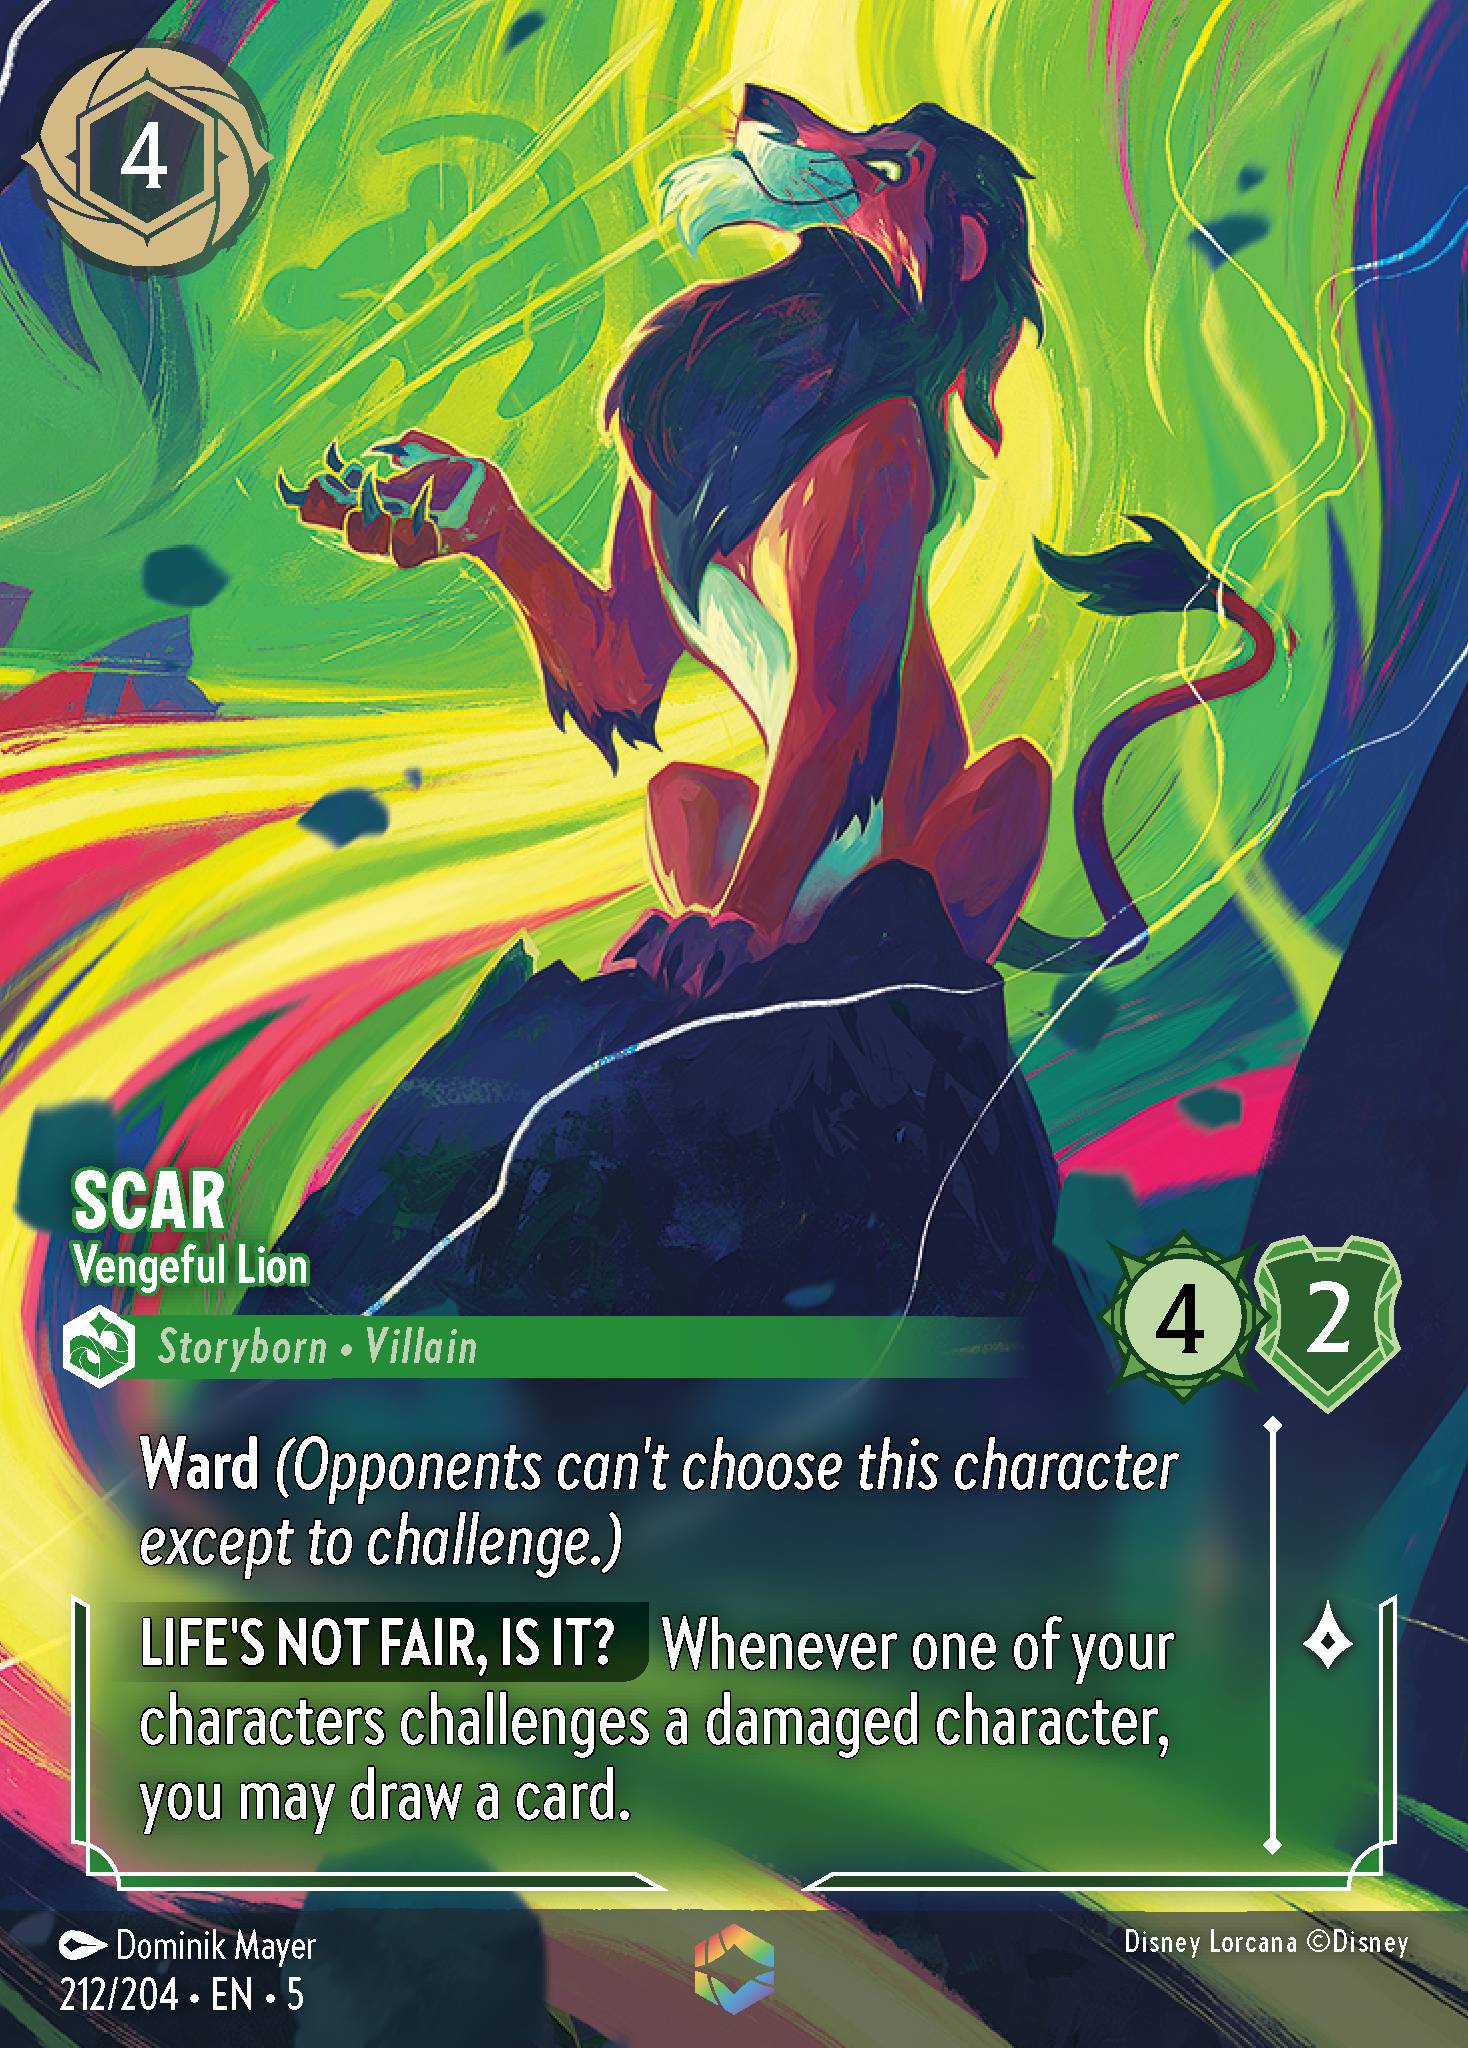 4
SCAR
Vengeful Lion
Storyborn • Villain
4 2
Ward (Opponents can't choose this character
except to challenge.)
LIFE'S NOT FAIR, IS IT? Whenever one of your
characters challenges a damaged character,
you may draw a card.
Dominik Mayer
212/204 • EN • 5
Disney Lorcana ©Disney